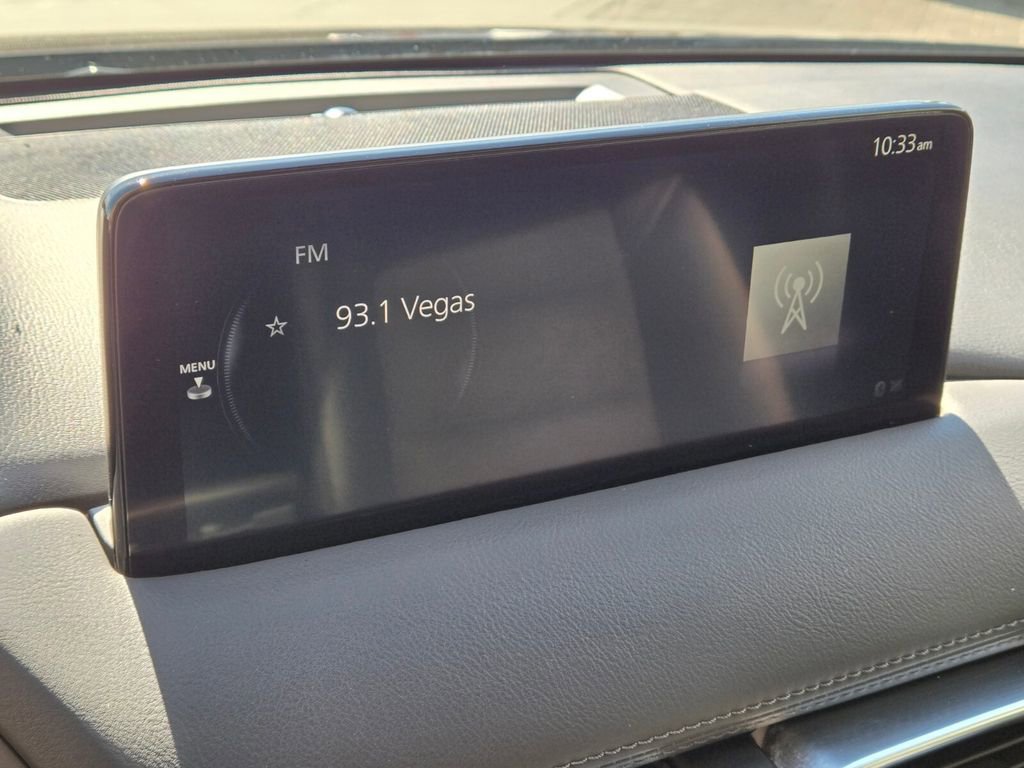 10:33am
FM
93.1 Vegas
MENU